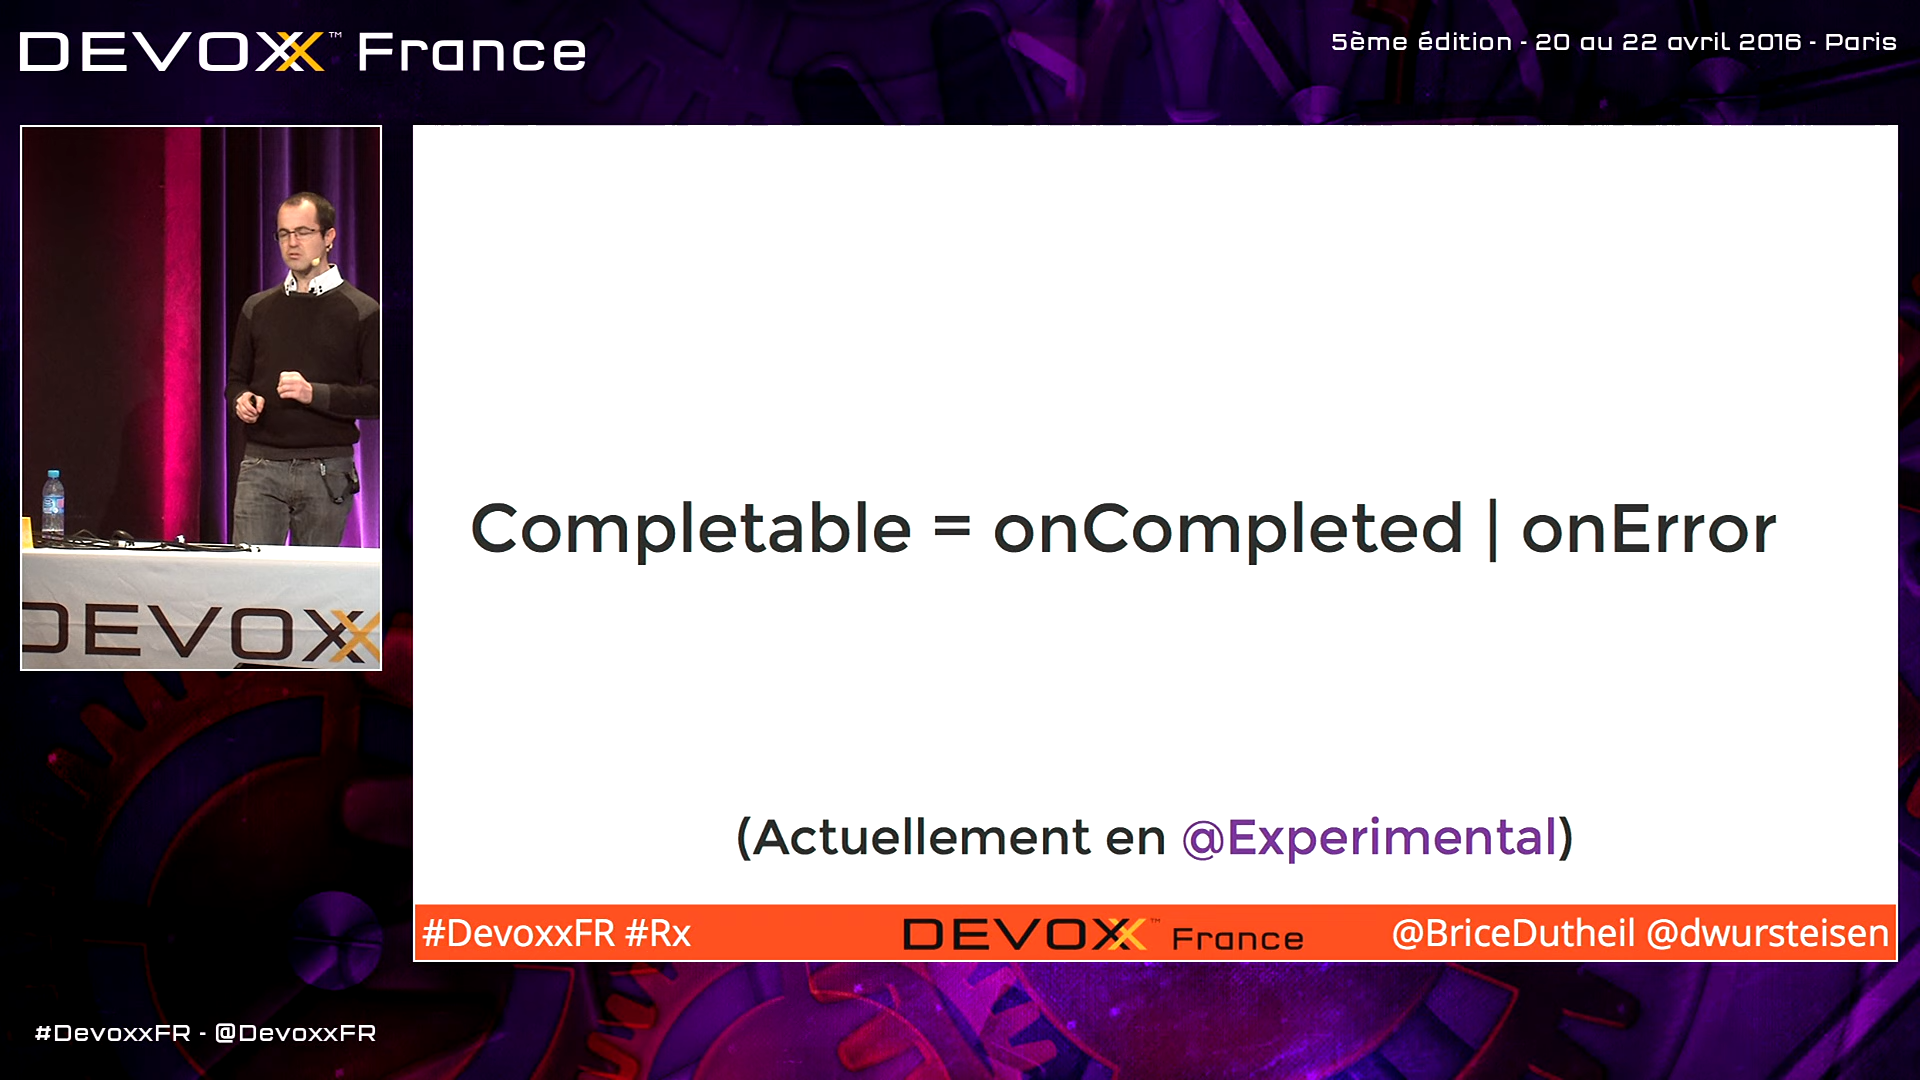 DEVOXX™ France
5ème édition - 20 au 22 avril 2016 - Paris
DEVOXX
Completable = onCompleted | onError
(Actuellement en @Experimental)
#DevoxxFR #Rx
DEVOXX™ France
@BriceDutheil @dwursteisen
#DevoxxFR - @DevoxxFR